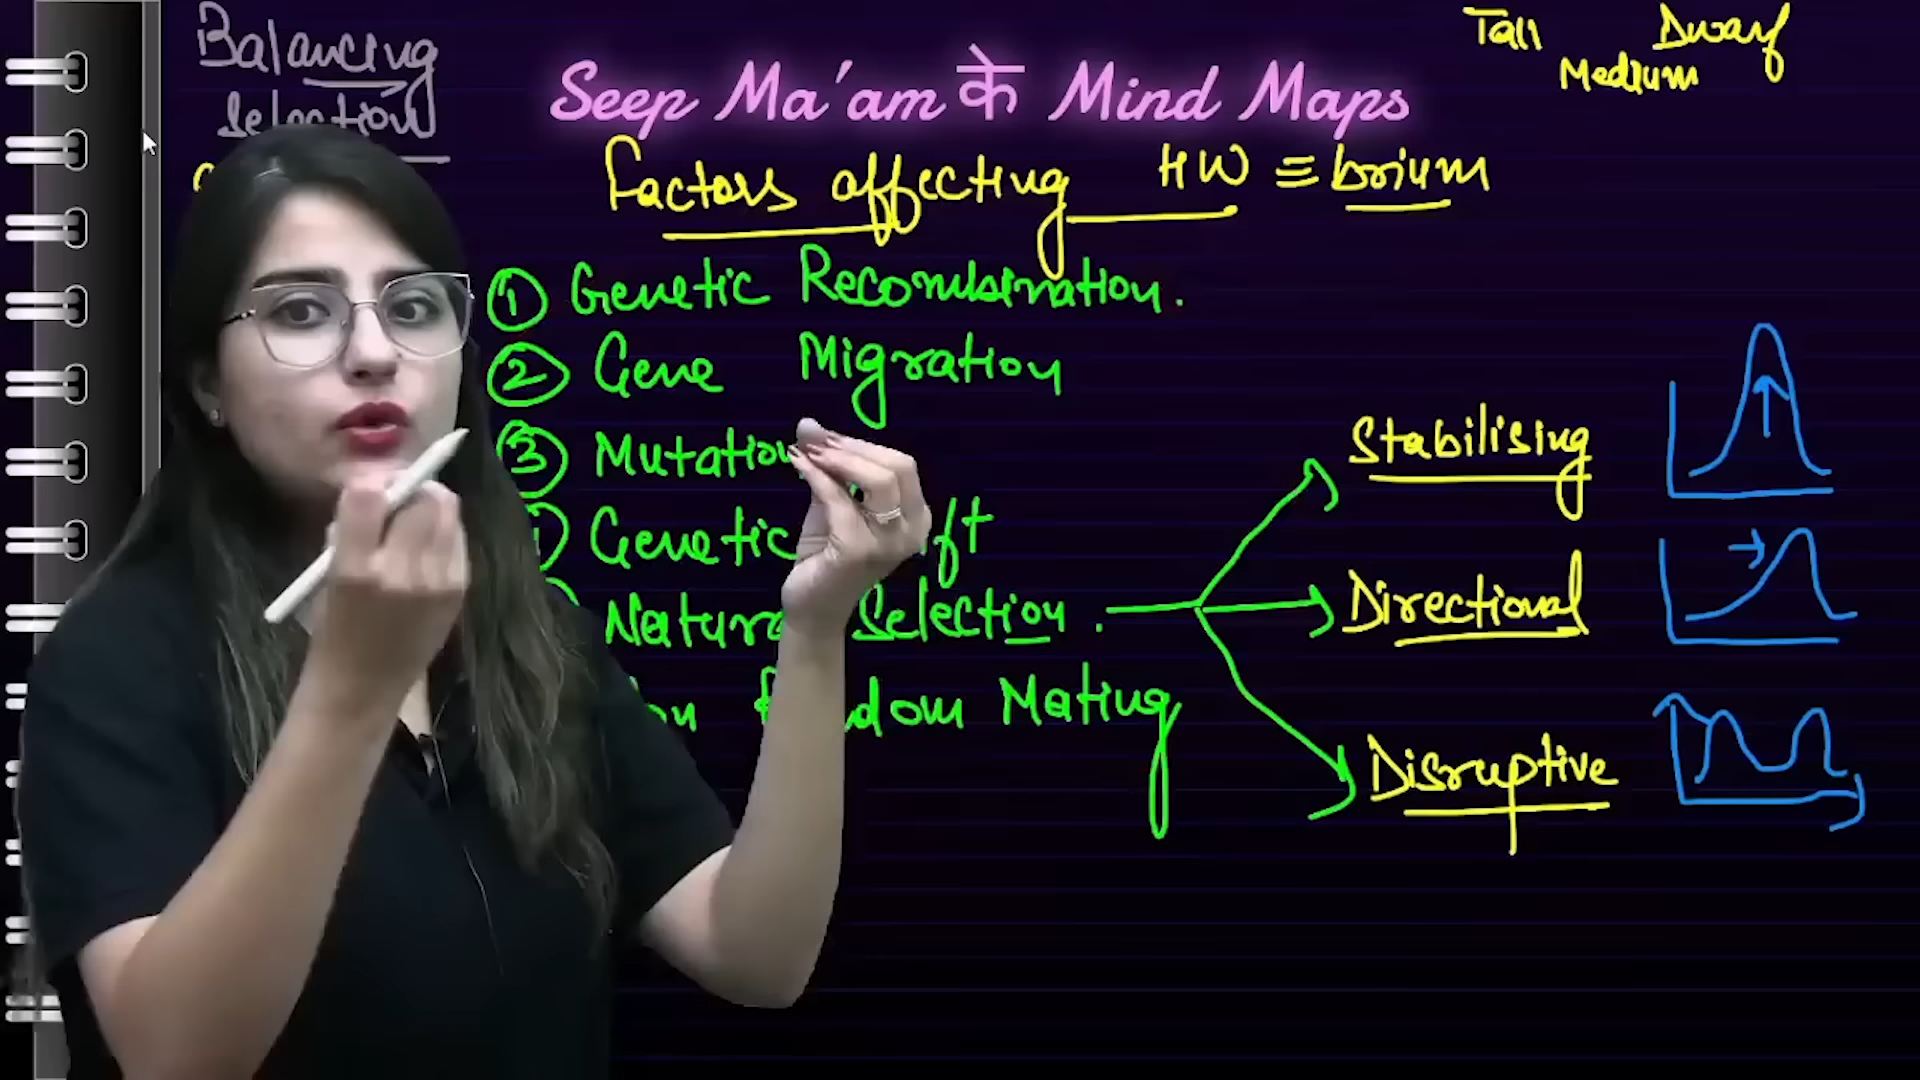 Balancing
Selection
Seep Ma'am के Mind Maps
Tall Dwarf
Medium
Factors affecting HW ≡ brium
① Genetic Recombination.
② Gene Migration
③ Mutation
Genetic
Natural Selection.
Mating
Stabilising
Directional
Disruptive